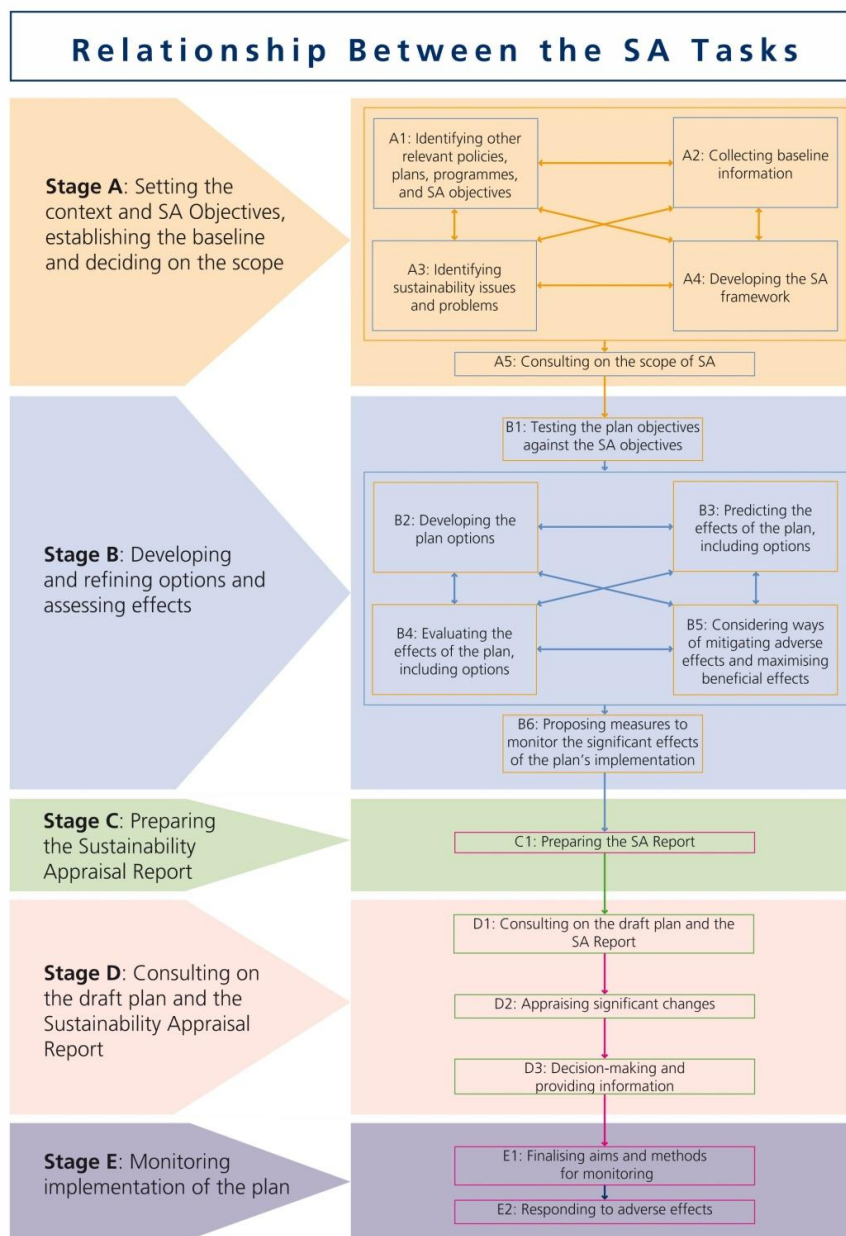 Relationship Between the SA Tasks
Stage A: Setting the
context and SA Objectives,
establishing the baseline
and deciding on the scope
A1: Identifying other
relevant policies,
plans, programmes,
and SA objectives
A2: Collecting baseline
information
A3: Identifying
sustainability issues
and problems
A4: Developing the SA
framework
A5: Consulting on the scope of SA
Stage B: Developing
and refining options and
assessing effects
B1: Testing the plan objectives
against the SA objectives
B2: Developing the
plan options
B3: Predicting the
effects of the plan,
including options
B4: Evaluating the
effects of the plan,
including options
B5: Considering ways
of mitigating adverse
effects and maximising
beneficial effects
B6: Proposing measures to
monitor the significant effects
of the plan's implementation
Stage C: Preparing
the Sustainability
Appraisal Report
C1: Preparing the SA Report
Stage D: Consulting on
the draft plan and the
Sustainability Appraisal
Report
D1: Consulting on the draft plan and the
SA Report
D2: Appraising significant changes
D3: Decision-making and
providing information
Stage E: Monitoring
implementation of the plan
E1: Finalising aims and methods
for monitoring
E2: Responding to adverse effects